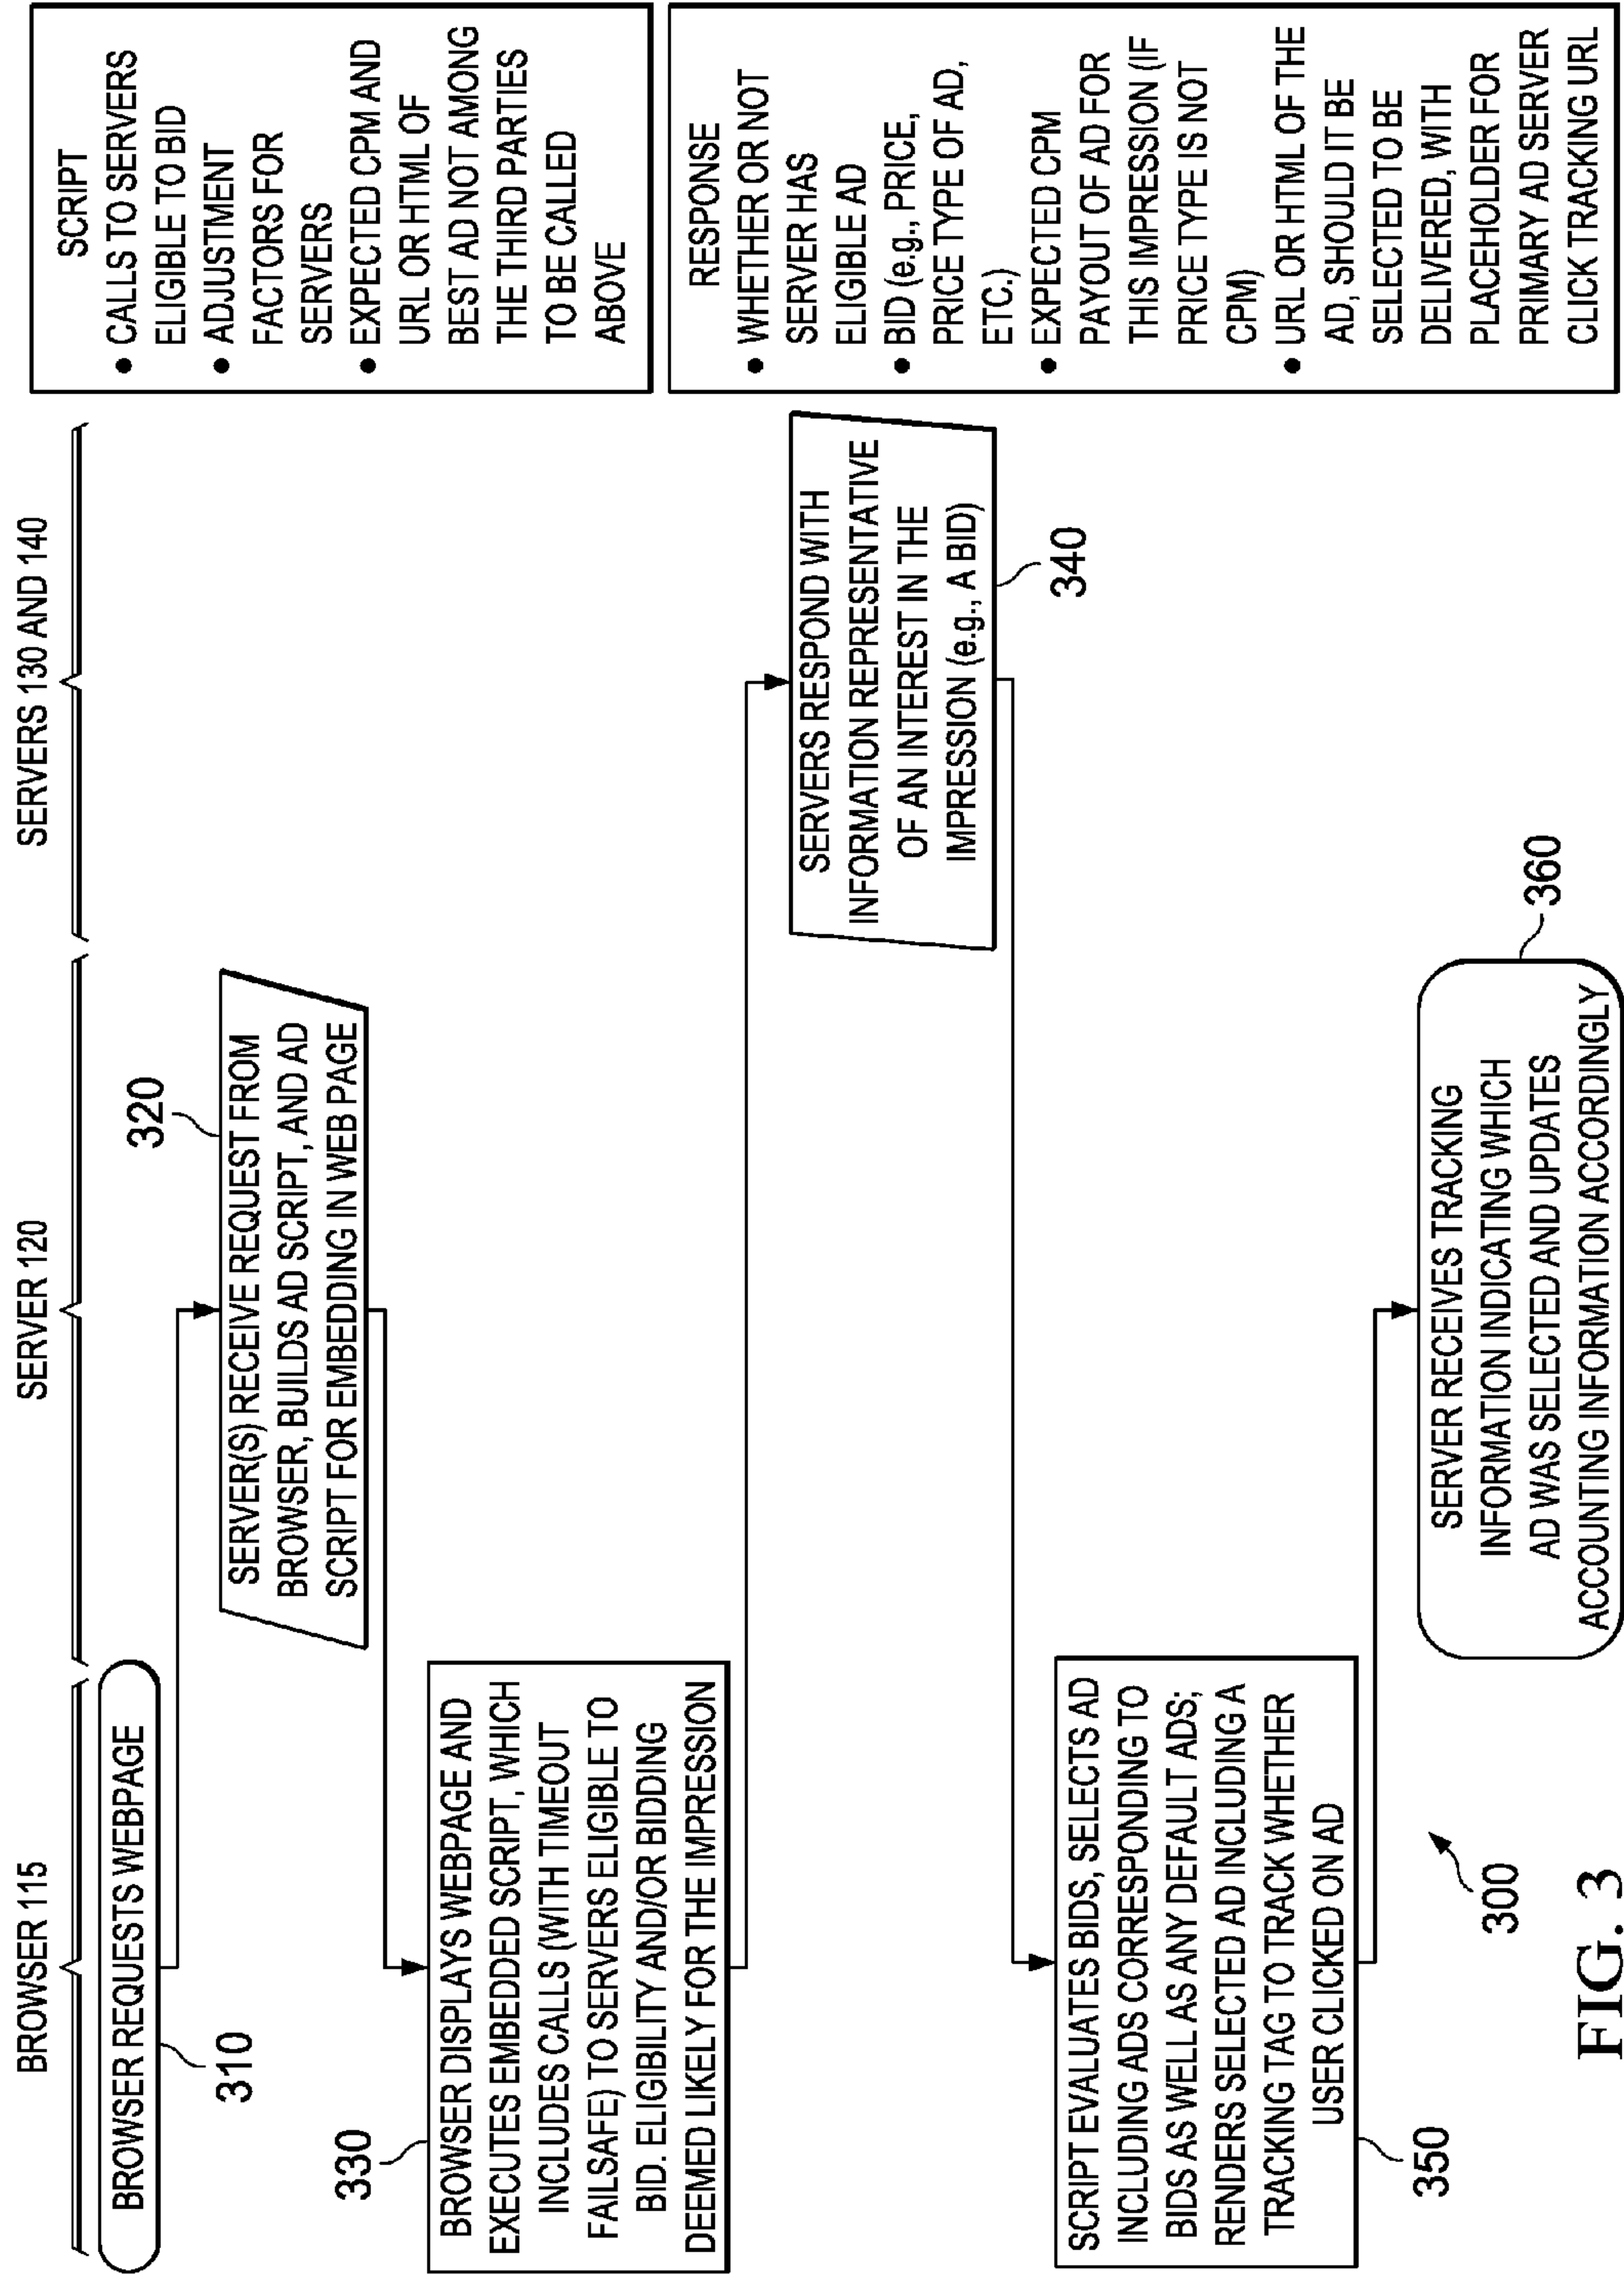 BROWSER 115
SERVER 120
SERVERS 130 AND 140
BROWSER REQUESTS WEBPAGE
310
320
SERVER(S) RECEIVE REQUEST FROM
BROWSER, BUILDS AD SCRIPT, AND AD
SCRIPT FOR EMBEDDING IN WEB PAGE
330
BROWSER DISPLAYS WEBPAGE AND
EXECUTES EMBEDDED SCRIPT, WHICH
INCLUDES CALLS (WITH TIMEOUT
FAILSAFE) TO SERVERS ELIGIBLE TO
BID. ELIGIBILITY AND/OR BIDDING
DEEMED LIKELY FOR THE IMPRESSION
SERVERS RESPOND WITH
INFORMATION REPRESENTATIVE
OF AN INTEREST IN THE
IMPRESSION (e.g., A BID)
340
SCRIPT EVALUATES BIDS, SELECTS AD
INCLUDING ADS CORRESPONDING TO
BIDS AS WELL AS ANY DEFAULT ADS;
RENDERS SELECTED AD INCLUDING A
TRACKING TAG TO TRACK WHETHER
USER CLICKED ON AD
350
SERVER RECEIVES TRACKING
INFORMATION INDICATING WHICH
AD WAS SELECTED AND UPDATES
ACCOUNTING INFORMATION ACCORDINGLY
360
SCRIPT
• CALLS TO SERVERS
ELIGIBLE TO BID
• ADJUSTMENT
FACTORS FOR
SERVERS
• EXPECTED CPM AND
URL OR HTML OF
BEST AD NOT AMONG
THE THIRD PARTIES
TO BE CALLED
ABOVE
RESPONSE
• WHETHER OR NOT
SERVER HAS
ELIGIBLE AD
• BID (e.g., PRICE,
PRICE TYPE OF AD,
ETC.)
• EXPECTED CPM
PAYOUT OF AD FOR
THIS IMPRESSION (IF
PRICE TYPE IS NOT
CPM)
• URL OR HTML OF THE
AD, SHOULD IT BE
SELECTED TO BE
DELIVERED, WITH
PLACEHOLDER FOR
PRIMARY AD SERVER
CLICK TRACKING URL
300
FIG. 3